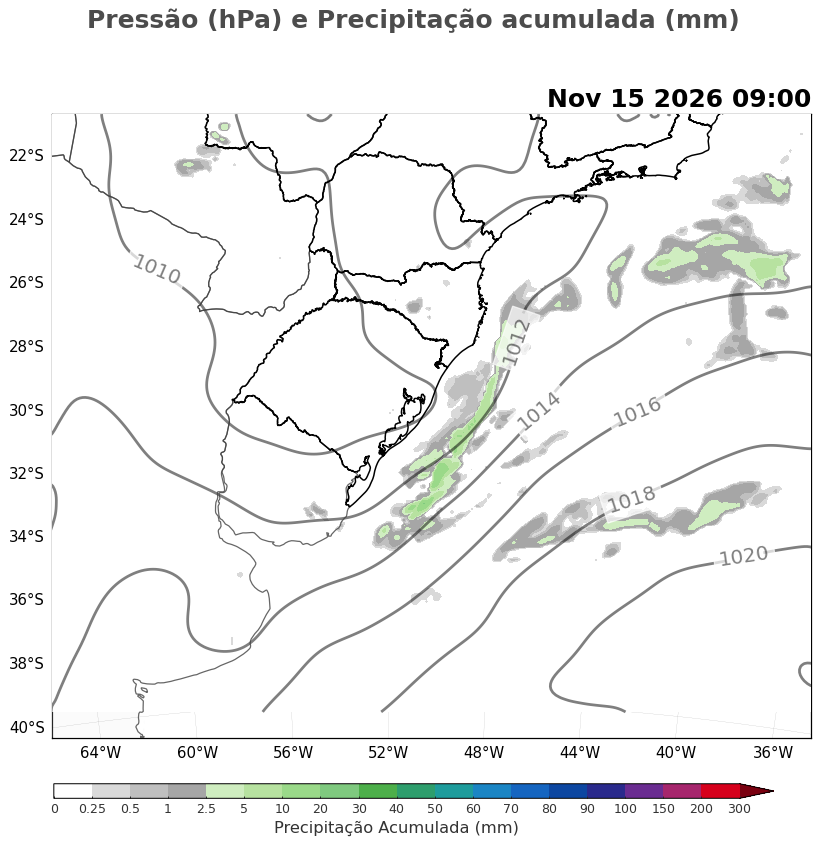 Pressão (hPa) e Precipitação acumulada (mm)
Nov 15 2026 09:00
22°S
24°S
26°S
28°S
30°S
32°S
34°S
36°S
38°S
40°S
1010
1012
1014
1016
1018
1020
64°W 60°W 56°W 52°W 48°W 44°W 40°W 36°W
0 0.25 0.5 1 2.5 5 10 20 30 40 50 60 70 80 90 100 150 200 300
Precipitação Acumulada (mm)